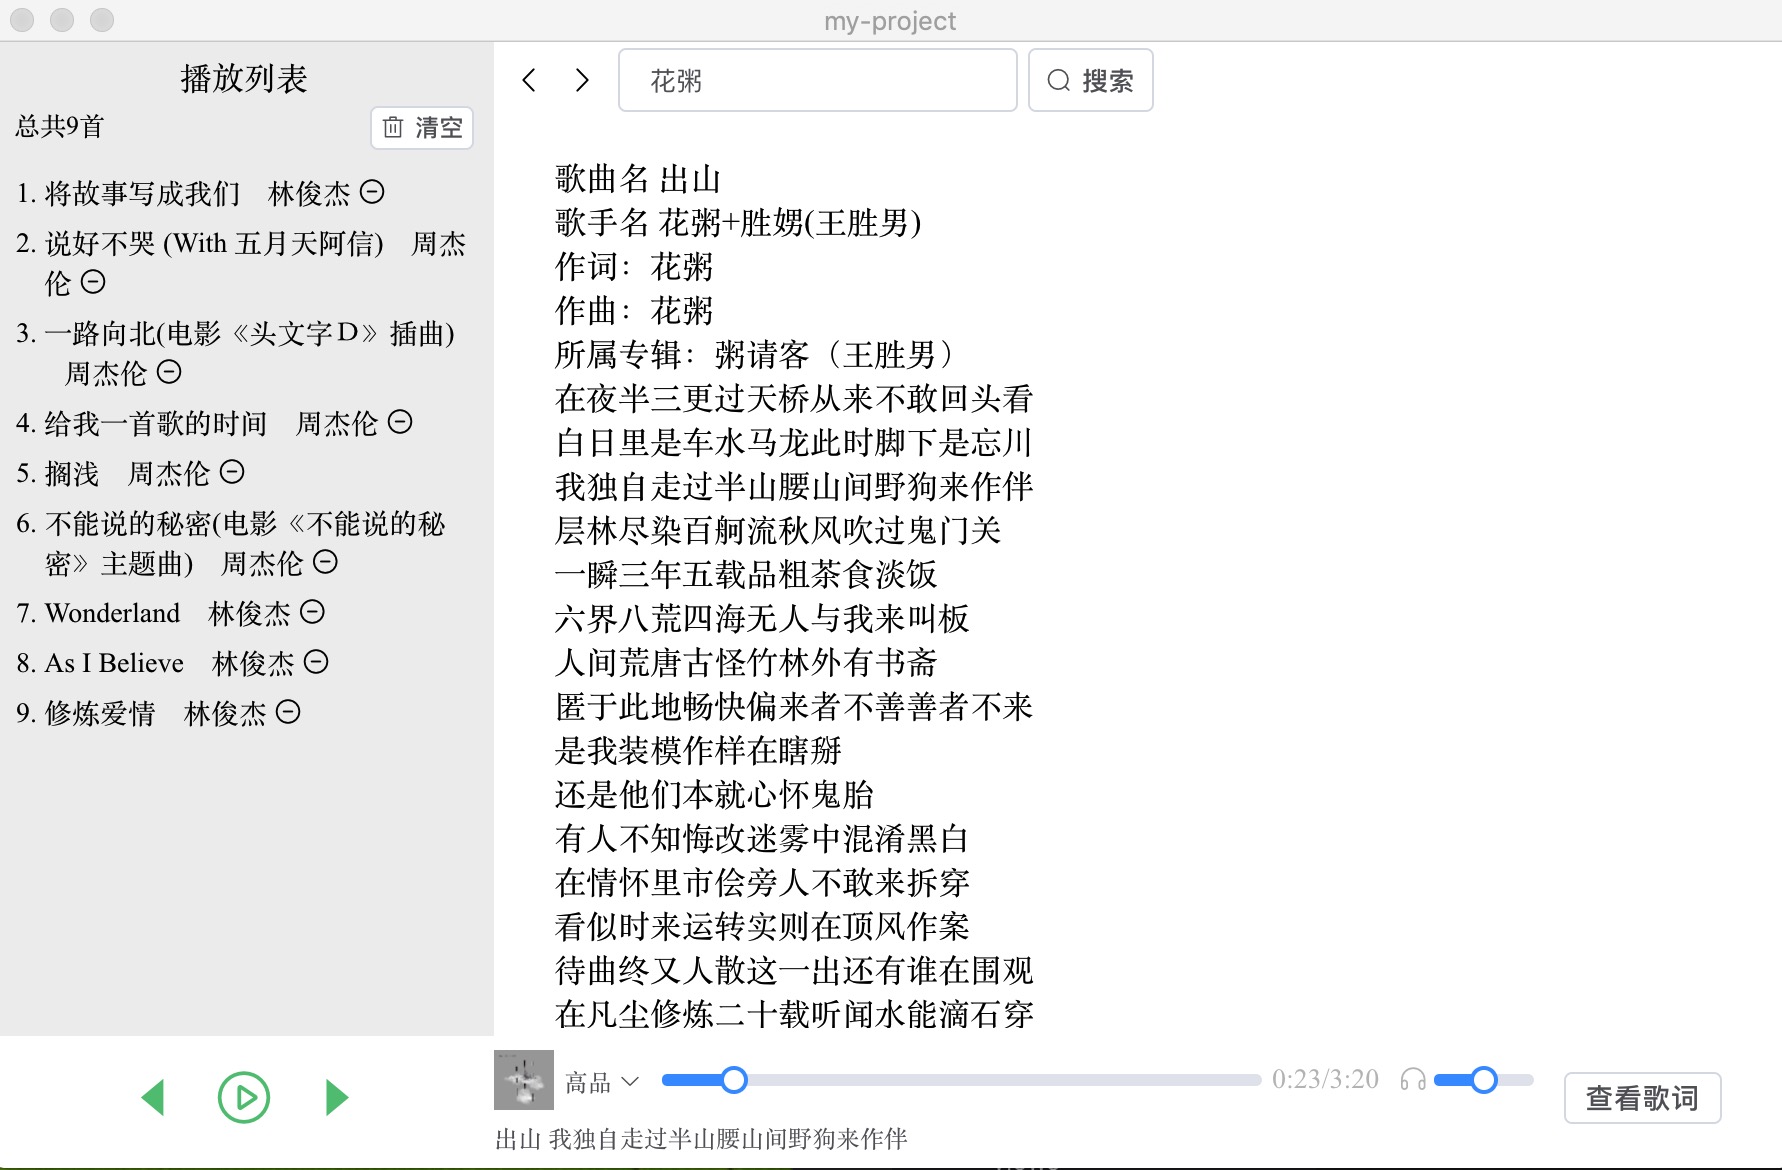 my-project
播放列表
总共9首
清空
1. 将故事写成我们 林俊杰
2. 说好不哭 (With 五月天阿信) 周杰
伦
3. 一路向北(电影《头文字Ｄ》插曲)
周杰伦
4. 给我一首歌的时间 周杰伦
5. 搁浅 周杰伦
6. 不能说的秘密(电影《不能说的秘
密》主题曲) 周杰伦
7. Wonderland 林俊杰
8. As I Believe 林俊杰
9. 修炼爱情 林俊杰
花粥
搜索
歌曲名 出山
歌手名 花粥+胜娚(王胜男)
作词：花粥
作曲：花粥
所属专辑：粥请客（王胜男）
在夜半三更过天桥从来不敢回头看
白日里是车水马龙此时脚下是忘川
我独自走过半山腰山间野狗来作伴
层林尽染百舸流秋风吹过鬼门关
一瞬三年五载品粗茶食淡饭
六界八荒四海无人与我来叫板
人间荒唐古怪竹林外有书斋
匿于此地畅快偏来者不善善者不来
是我装模作样在瞎掰
还是他们本就心怀鬼胎
有人不知悔改迷雾中混淆黑白
在情怀里市侩旁人不敢来拆穿
看似时来运转实则在顶风作案
待曲终又人散这一出还有谁在围观
在凡尘修炼二十载听闻水能滴石穿
高品
0:23/3:20
查看歌词
出山 我独自走过半山腰山间野狗来作伴